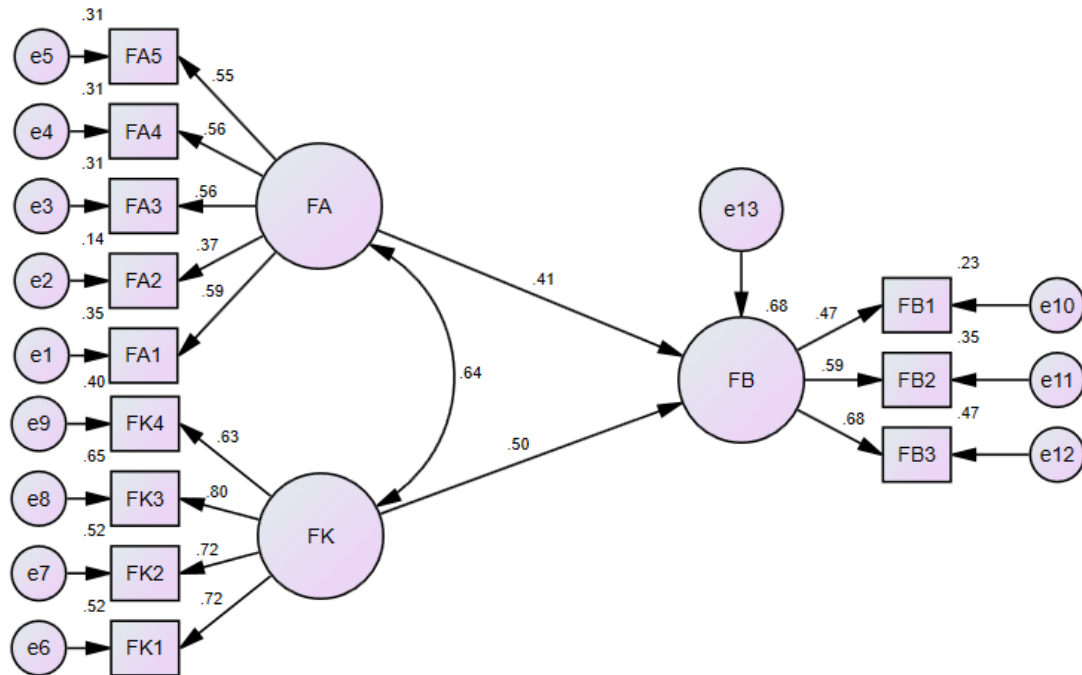 .31
e5
FA5
.55
.31
e4
FA4
.56
.31
e3
FA3
.56
FA
.14
e2
FA2
.37
.35
e1
FA1
.59
.40
e9
FK4
.63
.65
e8
FK3
.80
.52
e7
FK2
.72
FK
.52
e6
FK1
.72
.64
.41
.50
e13
.68
FB
.23
.47
FB1
e10
.35
.59
FB2
e11
.47
.68
FB3
e12